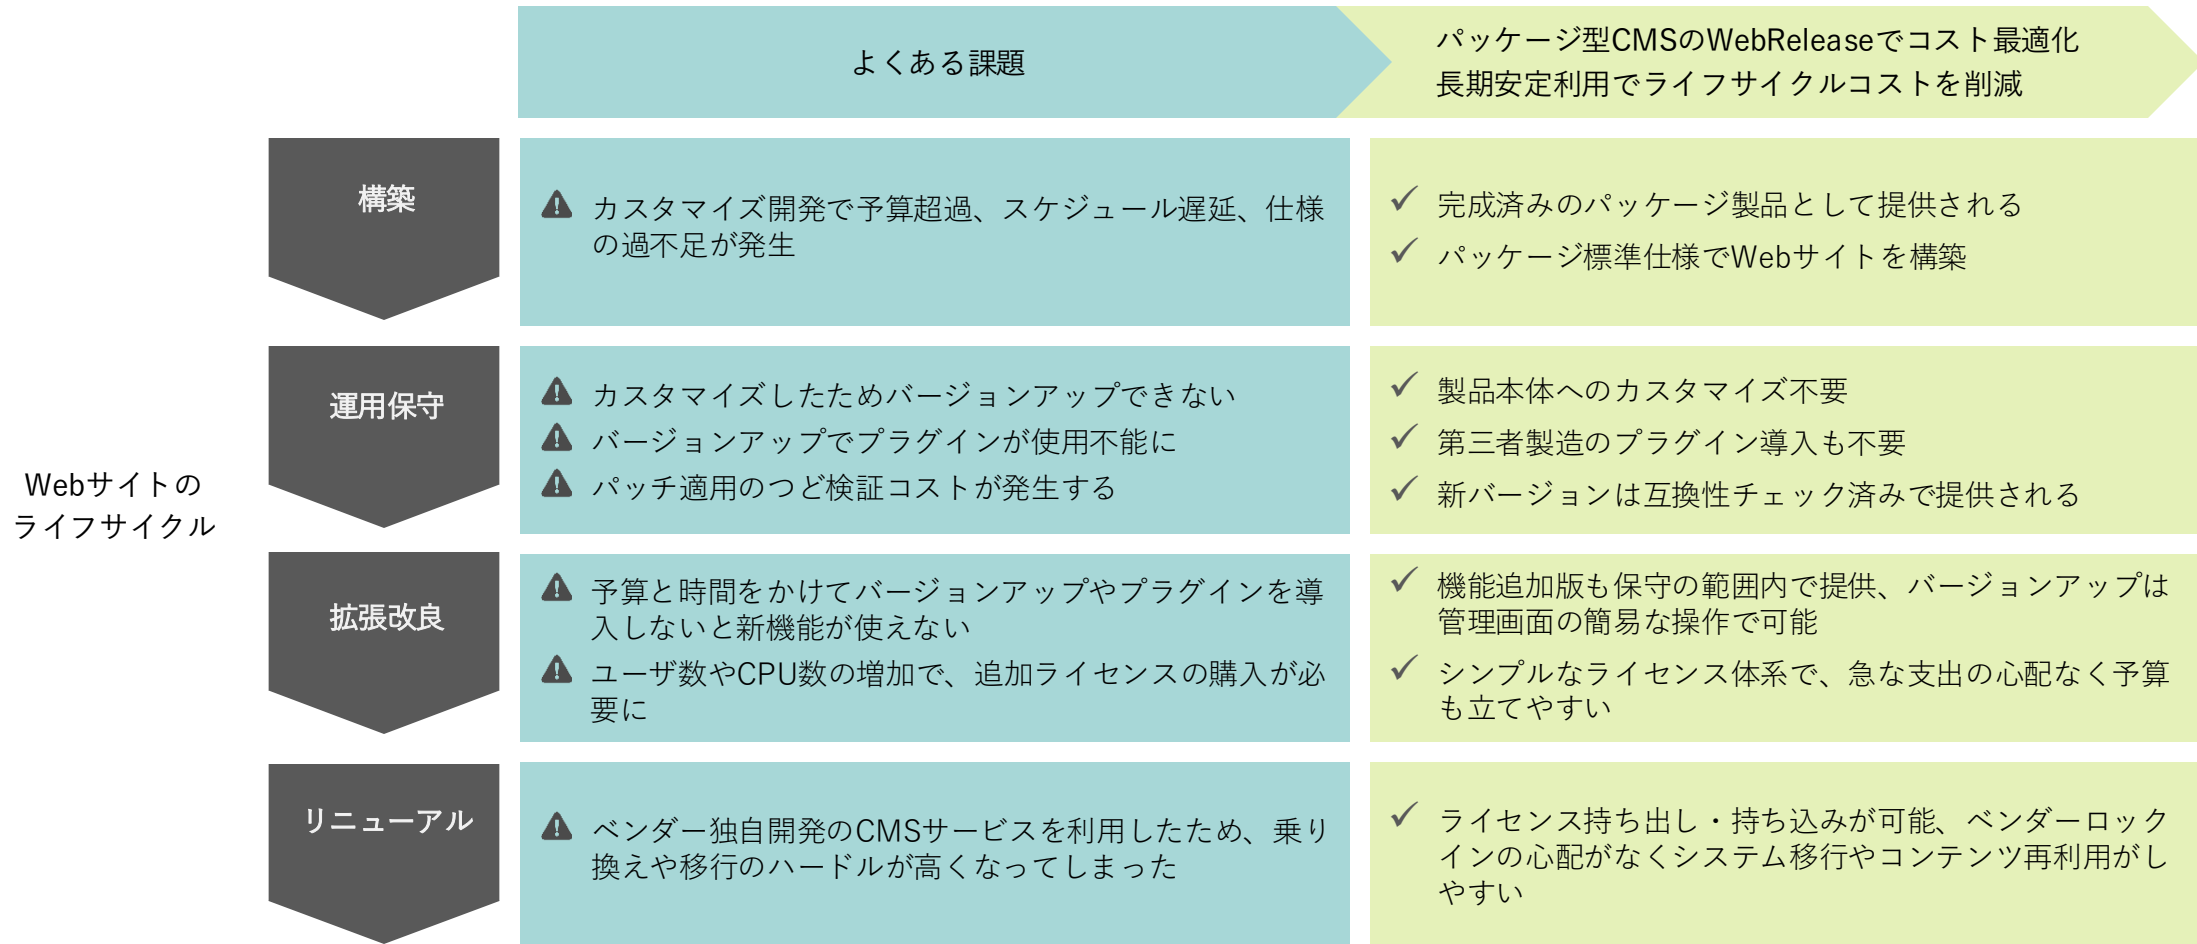 よくある課題
パッケージ型CMSのWebReleaseでコスト最適化
長期安定利用でライフサイクルコストを削減
Webサイトの
ライフサイクル
構築
カスタマイズ開発で予算超過、スケジュール遅延、仕様
の過不足が発生
完成済みのパッケージ製品として提供される
パッケージ標準仕様でWebサイトを構築
運用保守
カスタマイズしたためバージョンアップできない
バージョンアップでプラグインが使用不能に
パッチ適用のつど検証コストが発生する
製品本体へのカスタマイズ不要
第三者製造のプラグイン導入も不要
新バージョンは互換性チェック済みで提供される
拡張改良
予算と時間をかけてバージョンアップやプラグインを導
入しないと新機能が使えない
ユーザ数やCPU数の増加で、追加ライセンスの購入が必
要に
機能追加版も保守の範囲内で提供、バージョンアップは
管理画面の簡易な操作で可能
シンプルなライセンス体系で、急な支出の心配なく予算
も立てやすい
リニューアル
ベンダー独自開発のCMSサービスを利用したため、乗り
換えや移行のハードルが高くなってしまった
ライセンス持ち出し・持ち込みが可能、ベンダーロック
インの心配がなくシステム移行やコンテンツ再利用がし
やすい